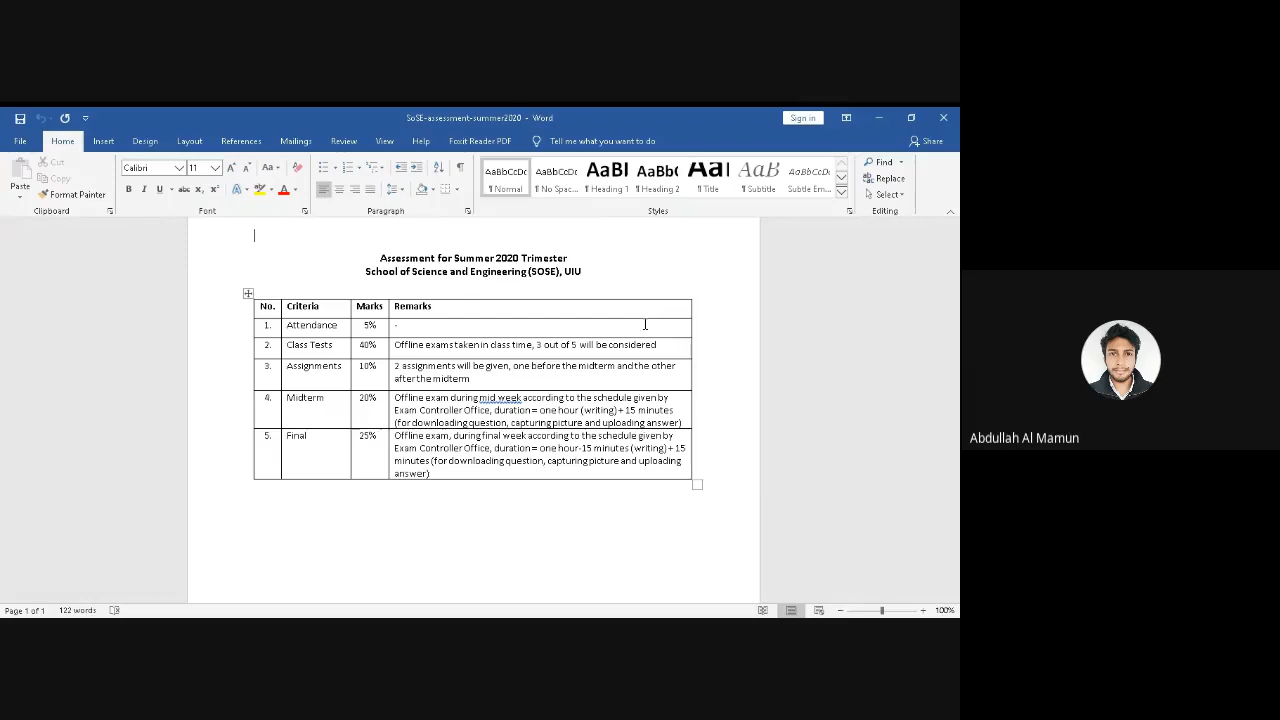 SoSE-assessment-summer2020 - Word
Sign in
File Home Insert Design Layout References Mailings Review View Help Foxit Reader PDF Tell me what you want to do Share
Paste
Cut
Copy
Format Painter
Clipboard
Calibri 11
Font
Paragraph
AaBbCcDc AaBbCcDc AaBl AaBbC AaB AaB AaBbCcDc
¶ Normal ¶ No Spac... ¶ Heading 1 ¶ Heading 2 ¶ Title ¶ Subtitle Subtle Em...
Styles
Find
Replace
Select
Editing
Assessment for Summer 2020 Trimester
School of Science and Engineering (SOSE), UIU
No. Criteria Marks Remarks
1. Attendance 5% -
2. Class Tests 40% Offline exams taken in class time, 3 out of 5 will be considered
3. Assignments 10% 2 assignments will be given, one before the midterm and the other
after the midterm
4. Midterm 20% Offline exam during mid week according to the schedule given by
Exam Controller Office, duration = one hour (writing) + 15 minutes
(for downloading question, capturing picture and uploading answer)
5. Final 25% Offline exam, during final week according to the schedule given by
Exam Controller Office, duration = one hour-15 minutes (writing) + 15
minutes (for downloading question, capturing picture and uploading
answer)
Page 1 of 1 122 words 100%
Abdullah Al Mamun